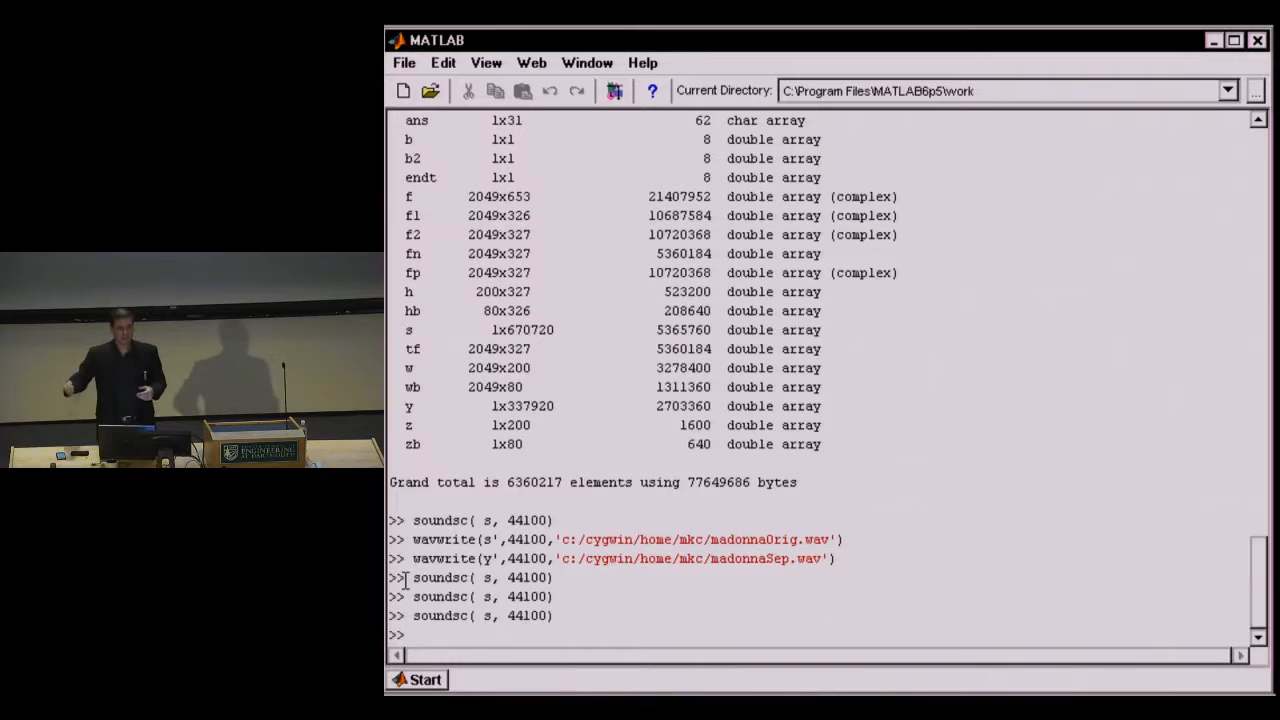 MATLAB
File Edit View Web Window Help
Current Directory: C:\Program Files\MATLAB6p5\work ...
ans 1x31 62 char array
b 1x1 8 double array
b2 1x1 8 double array
endt 1x1 8 double array
f 2049x653 21407952 double array (complex)
f1 2049x326 10687584 double array (complex)
f2 2049x327 10720368 double array (complex)
fn 2049x327 5360184 double array
fp 2049x327 10720368 double array (complex)
h 200x327 523200 double array
hb 80x326 208640 double array
s 1x670720 5365760 double array
tf 2049x327 5360184 double array
w 2049x200 3278400 double array
wb 2049x80 1311360 double array
y 1x337920 2703360 double array
z 1x200 1600 double array
zb 1x80 640 double array
Grand total is 6360217 elements using 77649686 bytes
>> soundsc( s, 44100)
>> wavwrite(s',44100,'c:/cygwin/home/mkc/madonnaOrig.wav')
>> wavwrite(y',44100,'c:/cygwin/home/mkc/madonnaSep.wav')
>> soundsc( s, 44100)
>> soundsc( s, 44100)
>> soundsc( s, 44100)
>>
Start
ENGINEERING
AT DARTMOUTH